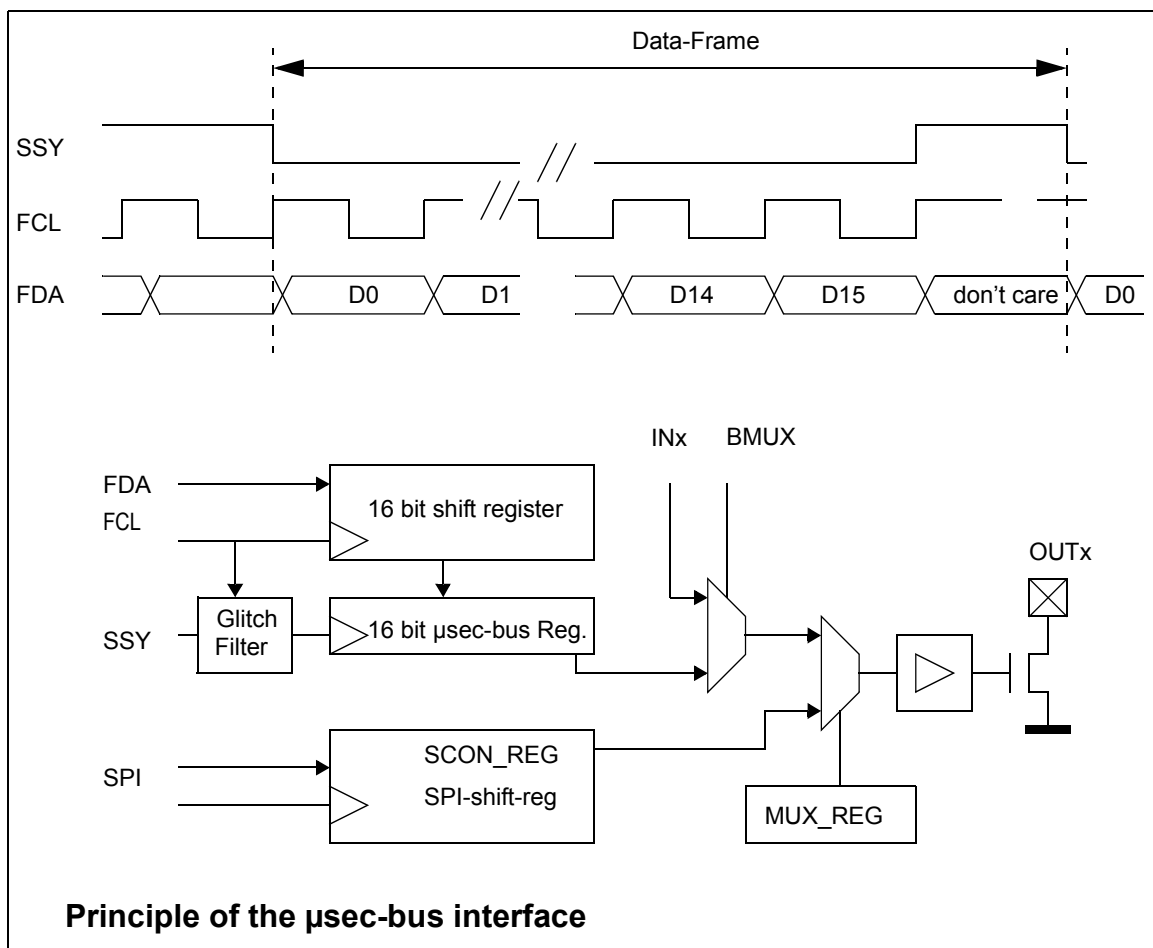 Data-Frame
SSY
FCL
FDA
D0
D1
D14
D15
don't care
D0
INx
BMUX
FDA
FCL
16 bit shift register
OUTx
SSY
Glitch
Filter
16 bit µsec-bus Reg.
SPI
SCON_REG
SPI-shift-reg
MUX_REG
Principle of the µsec-bus interface